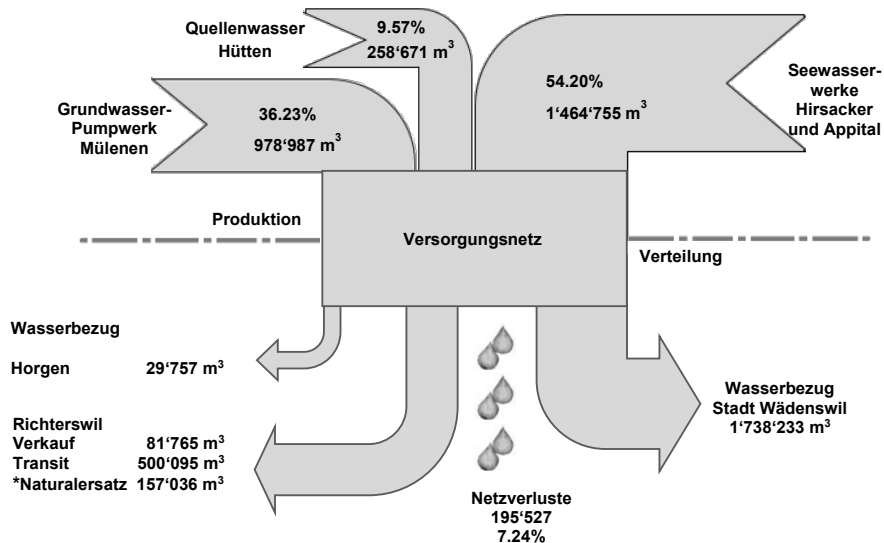 Quellenwasser
Hütten
9.57%
258‘671 m³
Grundwasser-
Pumpwerk
Mülenen
36.23%
978‘987 m³
54.20%
1‘464‘755 m³
Seewasser-
werke
Hirsacker
und Appital
Produktion
Versorgungsnetz
Verteilung
Wasserbezug
Horgen 29‘757 m³
Richterswil
Verkauf 81‘765 m³
Transit 500‘095 m³
*Naturalersatz 157‘036 m³
Netzverluste
195‘527
7.24%
Wasserbezug
Stadt Wädenswil
1‘738‘233 m³